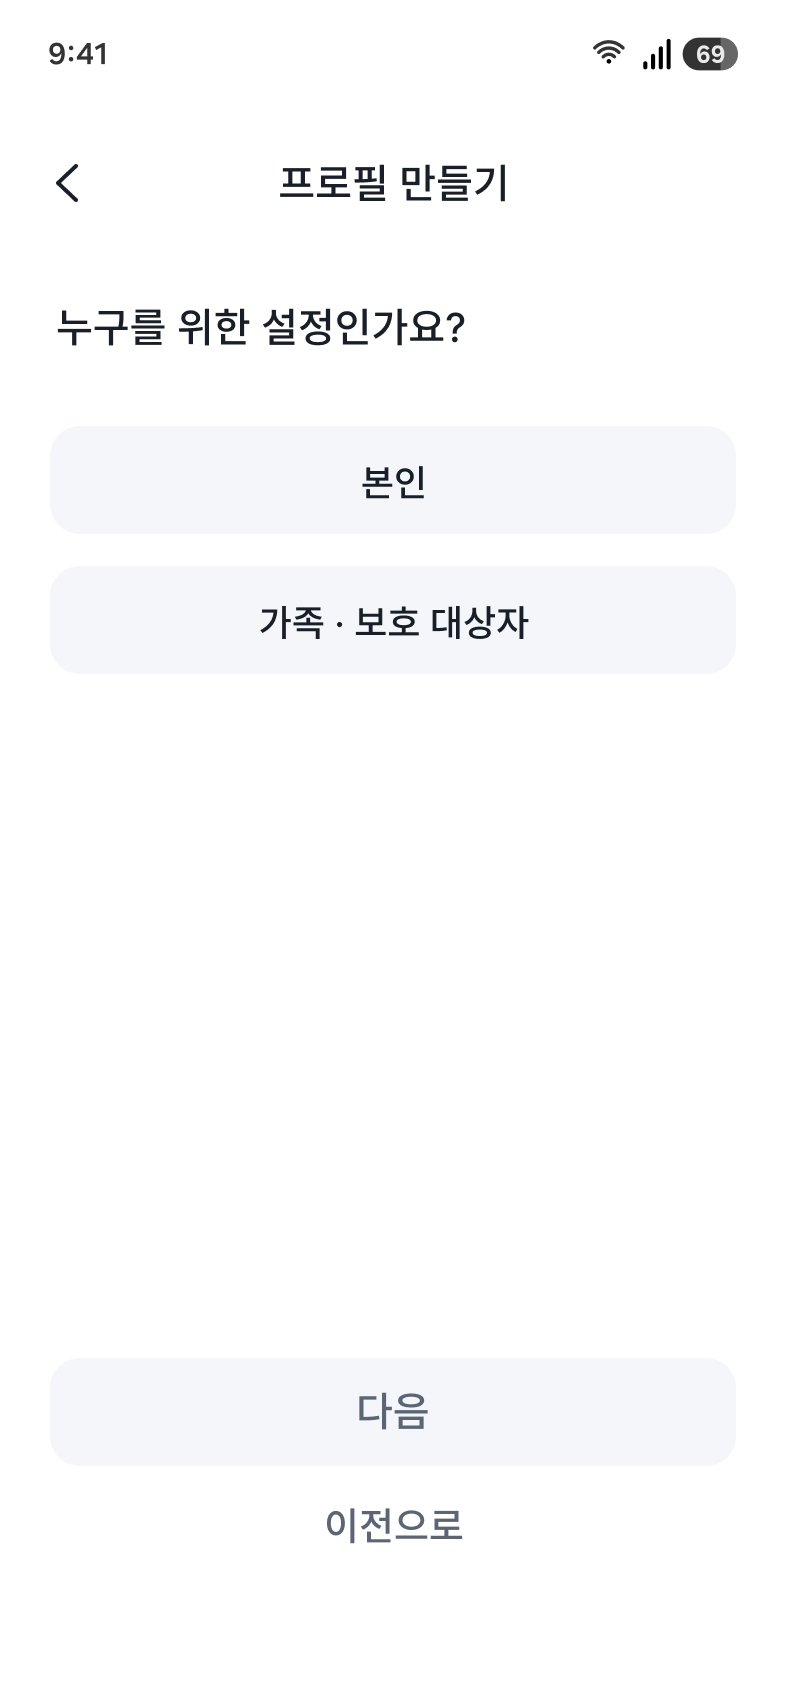 9:41
69
프로필 만들기
누구를 위한 설정인가요?
본인
가족 · 보호 대상자
다음
이전으로